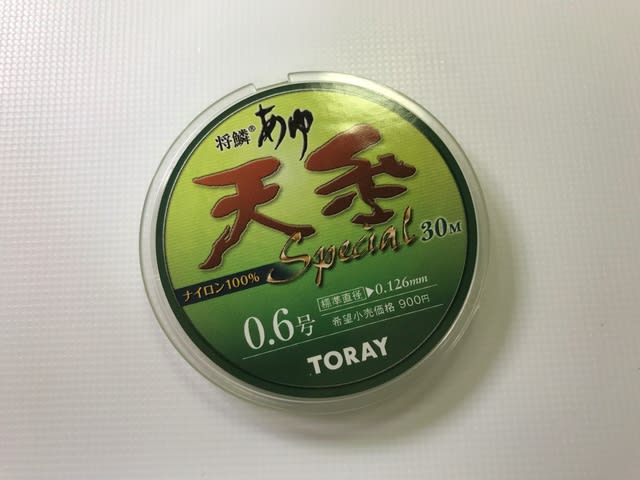 将鱗® あゆ
天秀
Special 30M
ナイロン100%
標準直径▶0.126mm
0.6号 希望小売価格 900円
TORAY